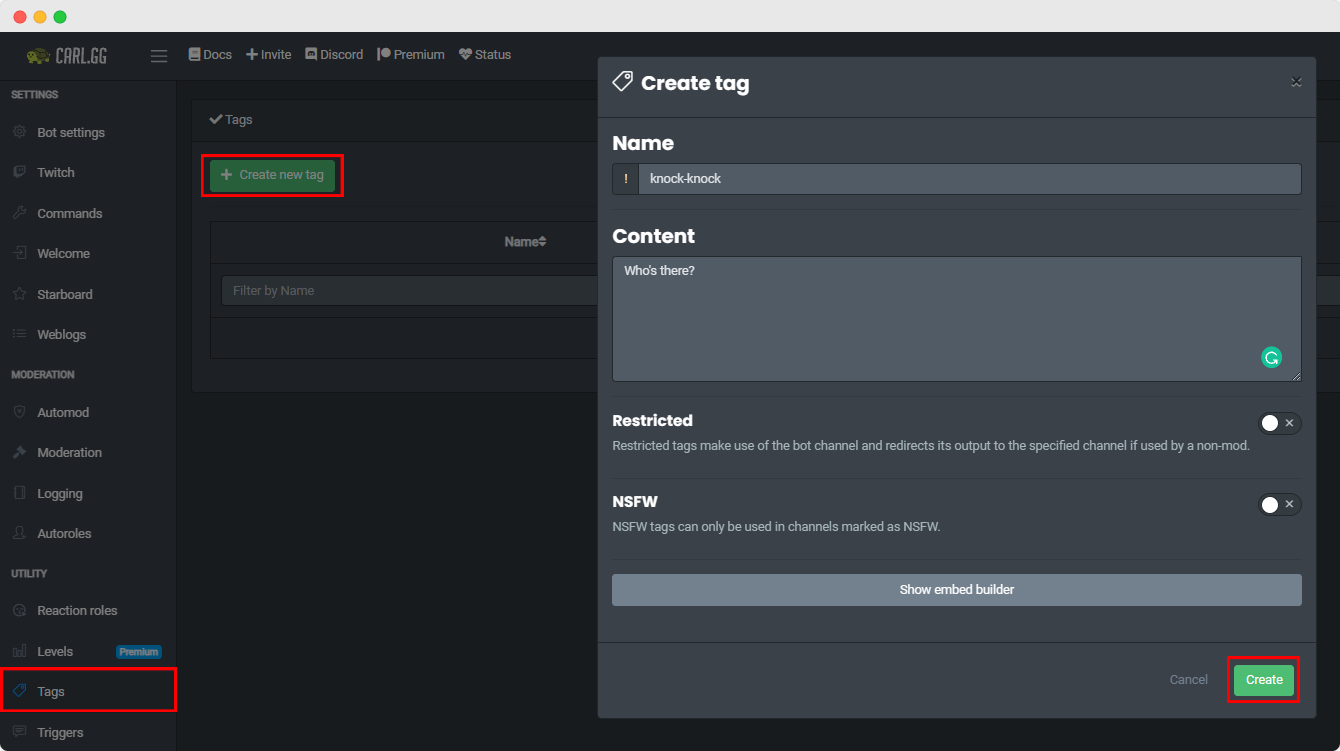 CARL.GG
Docs
Invite
Discord
Premium
Status
SETTINGS
Bot settings
Twitch
Commands
Welcome
Starboard
Weblogs
MODERATION
Automod
Moderation
Logging
Autoroles
UTILITY
Reaction roles
Levels
Premium
Tags
Triggers
Tags
+ Create new tag
Name
Filter by Name
Create tag
×
Name
! knock-knock
Content
Who's there?
Restricted
Restricted tags make use of the bot channel and redirects its output to the specified channel if used by a non-mod.
NSFW
NSFW tags can only be used in channels marked as NSFW.
Show embed builder
Cancel
Create